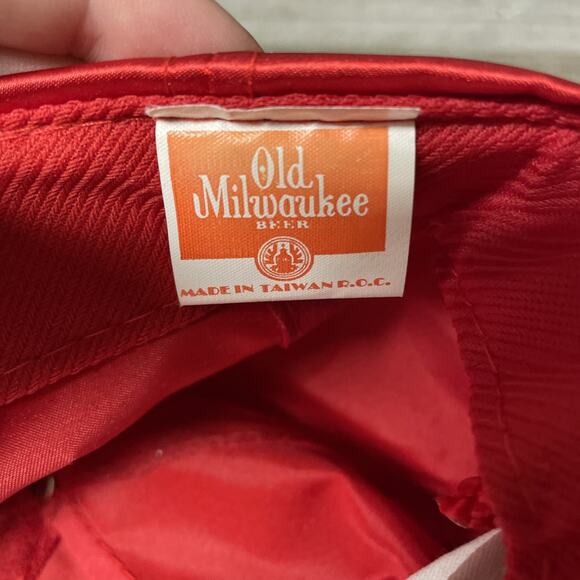 Old
Milwaukee
BEER
MADE IN TAIWAN R.O.C.